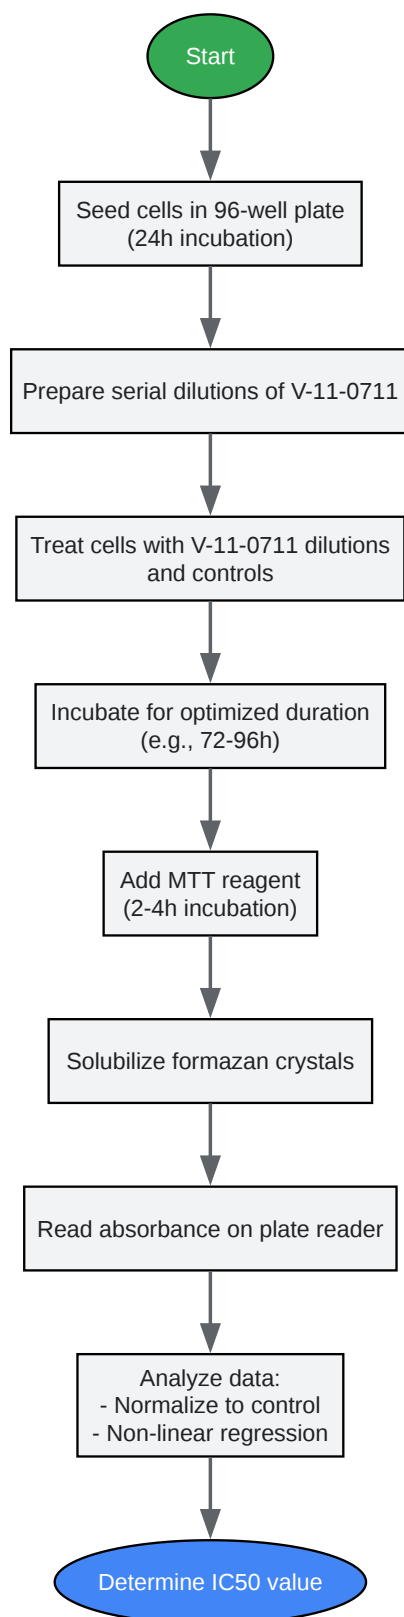 Start
Seed cells in 96-well plate
(24h incubation)
Prepare serial dilutions of V-11-0711
Treat cells with V-11-0711 dilutions
and controls
Incubate for optimized duration
(e.g., 72-96h)
Add MTT reagent
(2-4h incubation)
Solubilize formazan crystals
Read absorbance on plate reader
Analyze data:
- Normalize to control
- Non-linear regression
Determine IC50 value